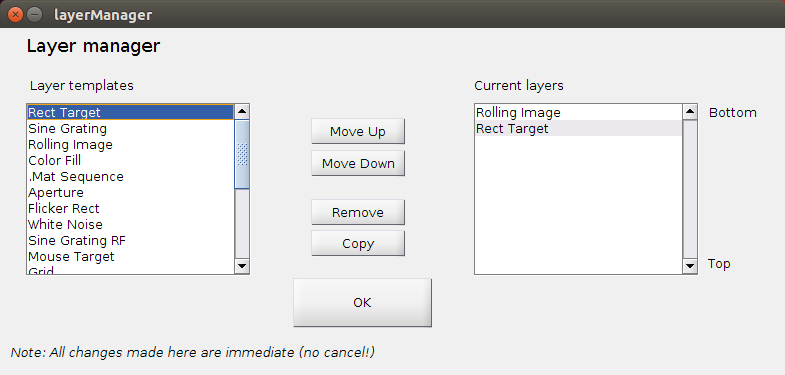 layerManager
Layer manager
Layer templates
Rect Target
Sine Grating
Rolling Image
Color Fill
.Mat Sequence
Aperture
Flicker Rect
White Noise
Sine Grating RF
Mouse Target
Grid
Move Up
Move Down
Remove
Copy
OK
Current layers
Rolling Image
Rect Target
Bottom
Top
Note: All changes made here are immediate (no cancel!)